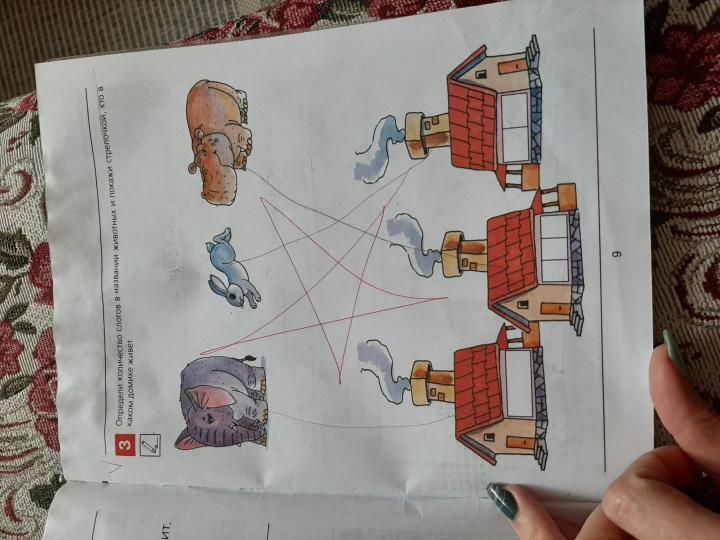 3 Определи количество слогов в названии животных и покажи стрелочкой, кто в
каком домике живёт.
9
ит.